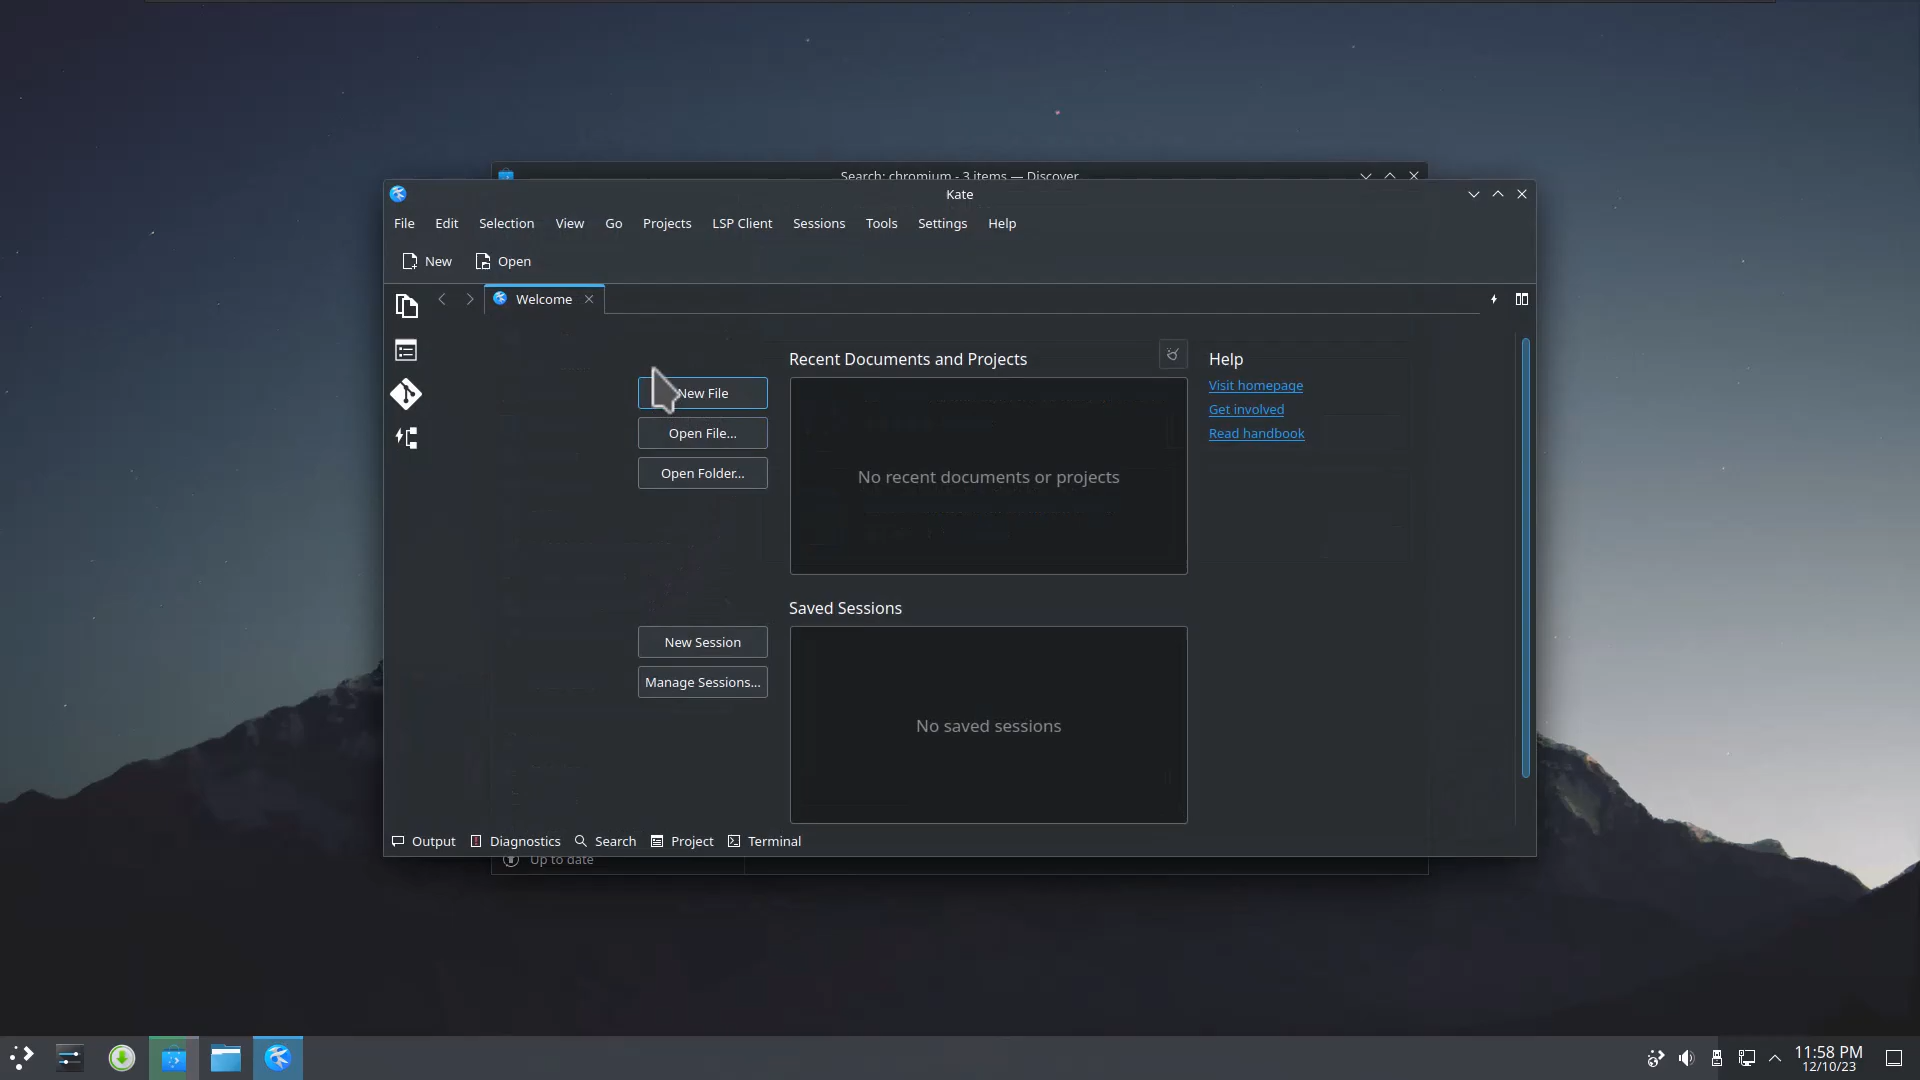 Search: chromium - 3 items — Discover
Kate
File Edit Selection View Go Projects LSP Client Sessions Tools Settings Help
New Open
Welcome
Recent Documents and Projects
Help
New File
Visit homepage
Get involved
Open File...
Read handbook
Open Folder...
No recent documents or projects
Saved Sessions
New Session
Manage Sessions...
No saved sessions
Output Diagnostics Search Project Terminal
Up to date
11:58 PM
12/10/23